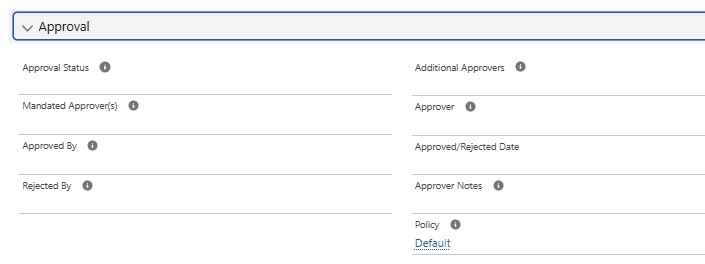 Approval
Approval Status
Additional Approvers
Mandated Approver(s)
Approver
Approved By
Approved/Rejected Date
Rejected By
Approver Notes
Policy
Default